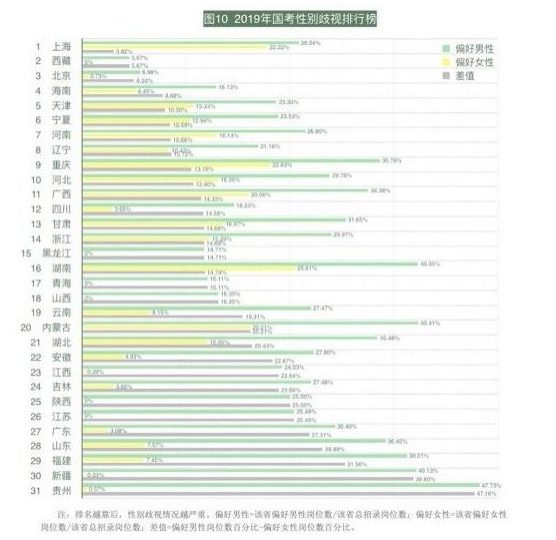 图10 2019年国考性别歧视排行榜
偏好男性
偏好女性
差值
1 上海 26.04% 22.22% 3.82%
2 西藏 5.67% 0% 5.67%
3 北京 6.98% 0.73% 6.24%
4 海南 16.13% 6.45% 9.68%
5 天津 23.33% 13.33% 10.00%
6 宁夏 23.53% 12.94% 10.59%
7 河南 26.80% 16.14% 10.66%
8 辽宁 21.16% 10.43% 10.73%
9 重庆 35.79% 22.63% 13.16%
10 河北 29.76% 16.35% 13.40%
11 广西 34.38% 20.06% 14.33%
12 四川 18.23% 3.65% 14.58%
13 甘肃 31.65% 16.97% 14.68%
14 浙江 29.87% 14.68%
15 黑龙江 14.71% 0% 14.71%
16 湖南 40.35% 25.61% 14.74%
17 青海 15.11% 0% 15.11%
18 山西 16.35% 0% 16.35%
19 云南 27.47% 8.15% 19.31%
20 内蒙古 40.41% 20.21% 20.21%
21 湖北 35.48% 15.05% 20.43%
22 安徽 27.80% 4.93% 22.87%
23 江西 24.03% 0.39% 23.64%
24 吉林 27.48% 3.82% 23.66%
25 陕西 25.00% 0% 25.00%
26 江苏 25.49% 0% 25.49%
27 广东 30.40% 3.08% 27.31%
28 山东 36.45% 7.57% 28.89%
29 福建 39.01% 7.45% 31.56%
30 新疆 40.13% 0.33% 39.80%
31 贵州 47.73% 0.57% 47.16%
注：排名越靠后，性别歧视情况越严重。偏好男性=该省偏好男性岗位数/该省总招录岗位数；偏好女性=该省偏好女性
岗位数/该省总招录岗位数；差值=偏好男性岗位数百分比-偏好女性岗位数百分比。